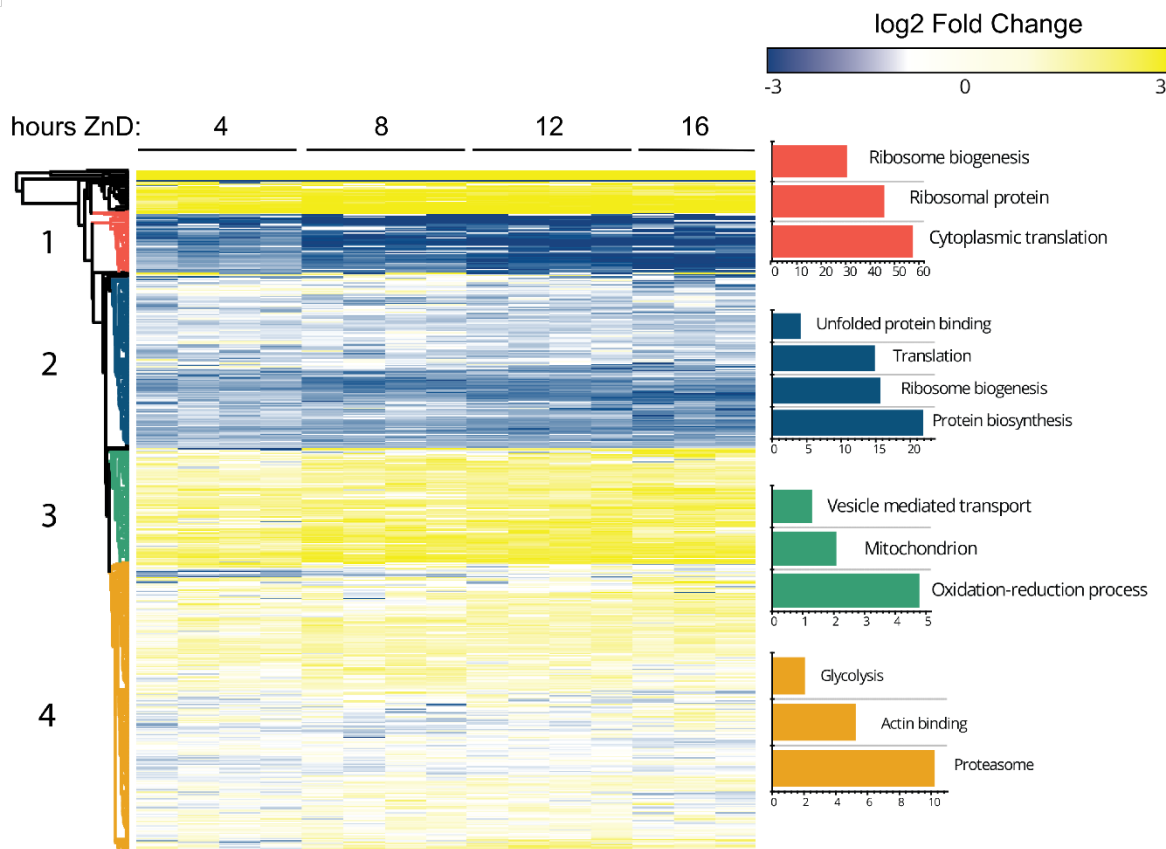 log2 Fold Change
-3 0 3
hours ZnD: 4 8 12 16
1
2
3
4
Ribosome biogenesis
Ribosomal protein
Cytoplasmic translation
0 10 20 30 40 50 60
Unfolded protein binding
Translation
Ribosome biogenesis
Protein biosynthesis
0 5 10 15 20
Vesicle mediated transport
Mitochondrion
Oxidation-reduction process
0 1 2 3 4 5
Glycolysis
Actin binding
Proteasome
0 2 4 6 8 10